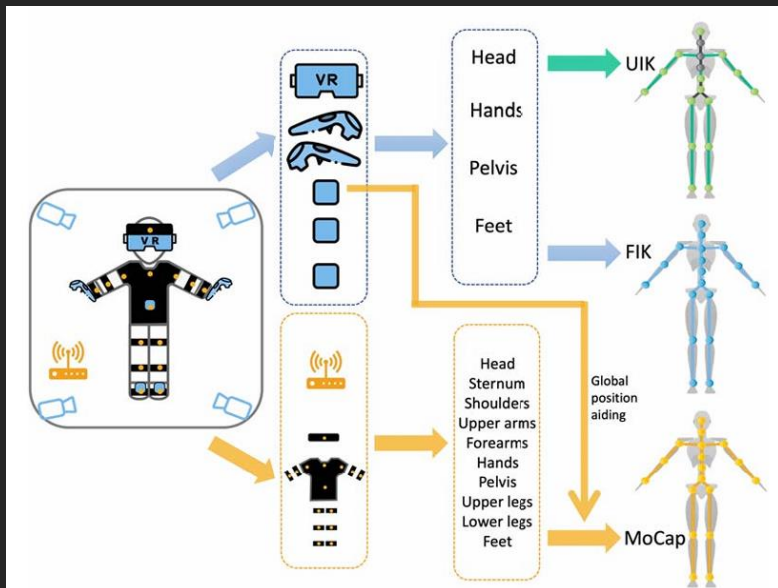 VR
VR
Head
Hands
Pelvis
Feet
UIK
FIK
Head
Sternum
Shoulders
Upper arms
Forearms
Hands
Pelvis
Upper legs
Lower legs
Feet
Global
position
aiding
MoCap